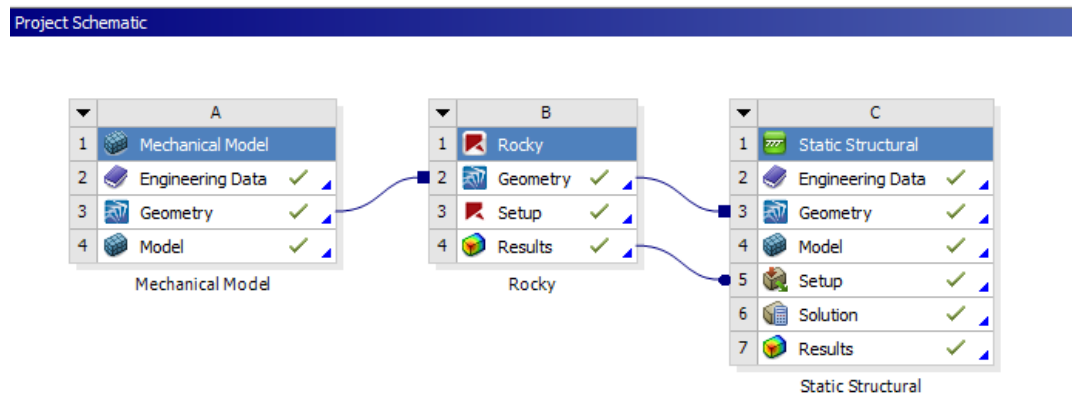 Project Schematic
A
1 Mechanical Model
2 Engineering Data
3 Geometry
4 Model
Mechanical Model
B
1 Rocky
2 Geometry
3 Setup
4 Results
Rocky
C
1 Static Structural
2 Engineering Data
3 Geometry
4 Model
5 Setup
6 Solution
7 Results
Static Structural